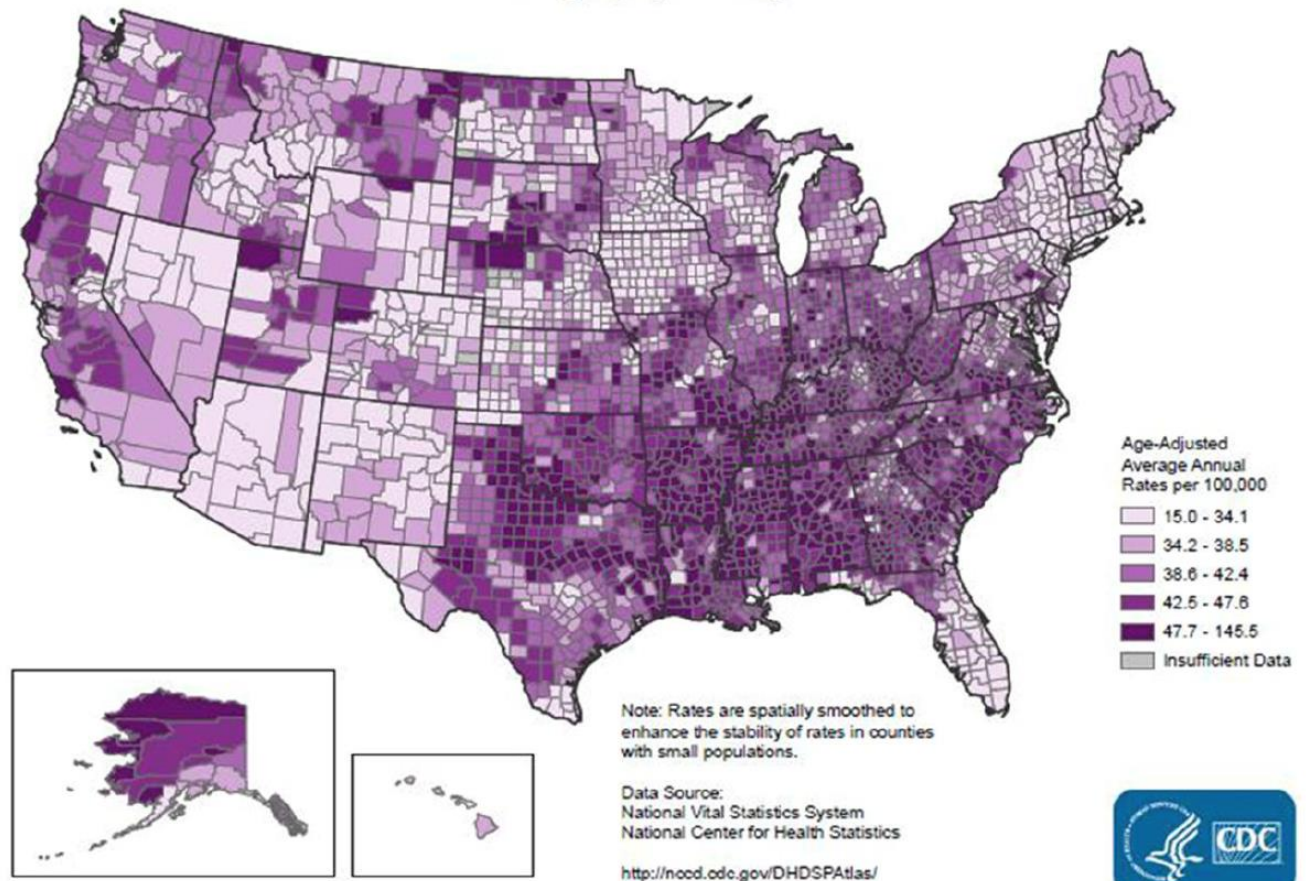 Age-Adjusted
Average Annual
Rates per 100,000
15.0 - 34.1
34.2 - 38.5
38.6 - 42.4
42.5 - 47.6
47.7 - 145.5
Insufficient Data
Note: Rates are spatially smoothed to
enhance the stability of rates in counties
with small populations.
Data Source:
National Vital Statistics System
National Center for Health Statistics
http://nccd.cdc.gov/DHDSPAtlas/
CDC